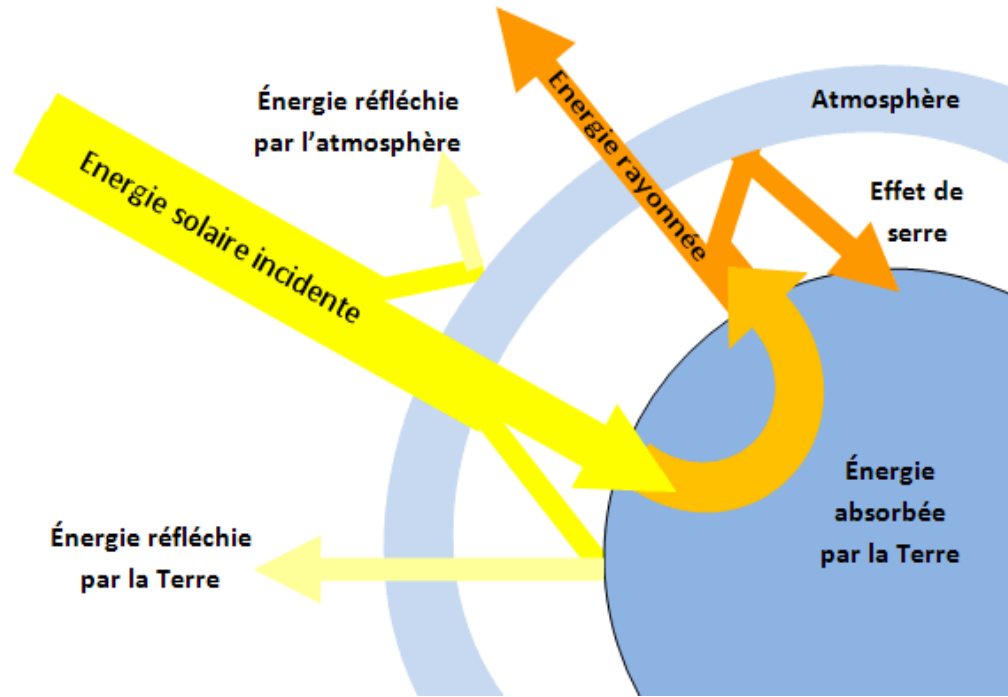 Énergie réfléchie
par l’atmosphère
Atmosphère
Energie solaire incidente
Energie rayonnée
Effet de
serre
Énergie
absorbée
par la Terre
Énergie réfléchie
par la Terre